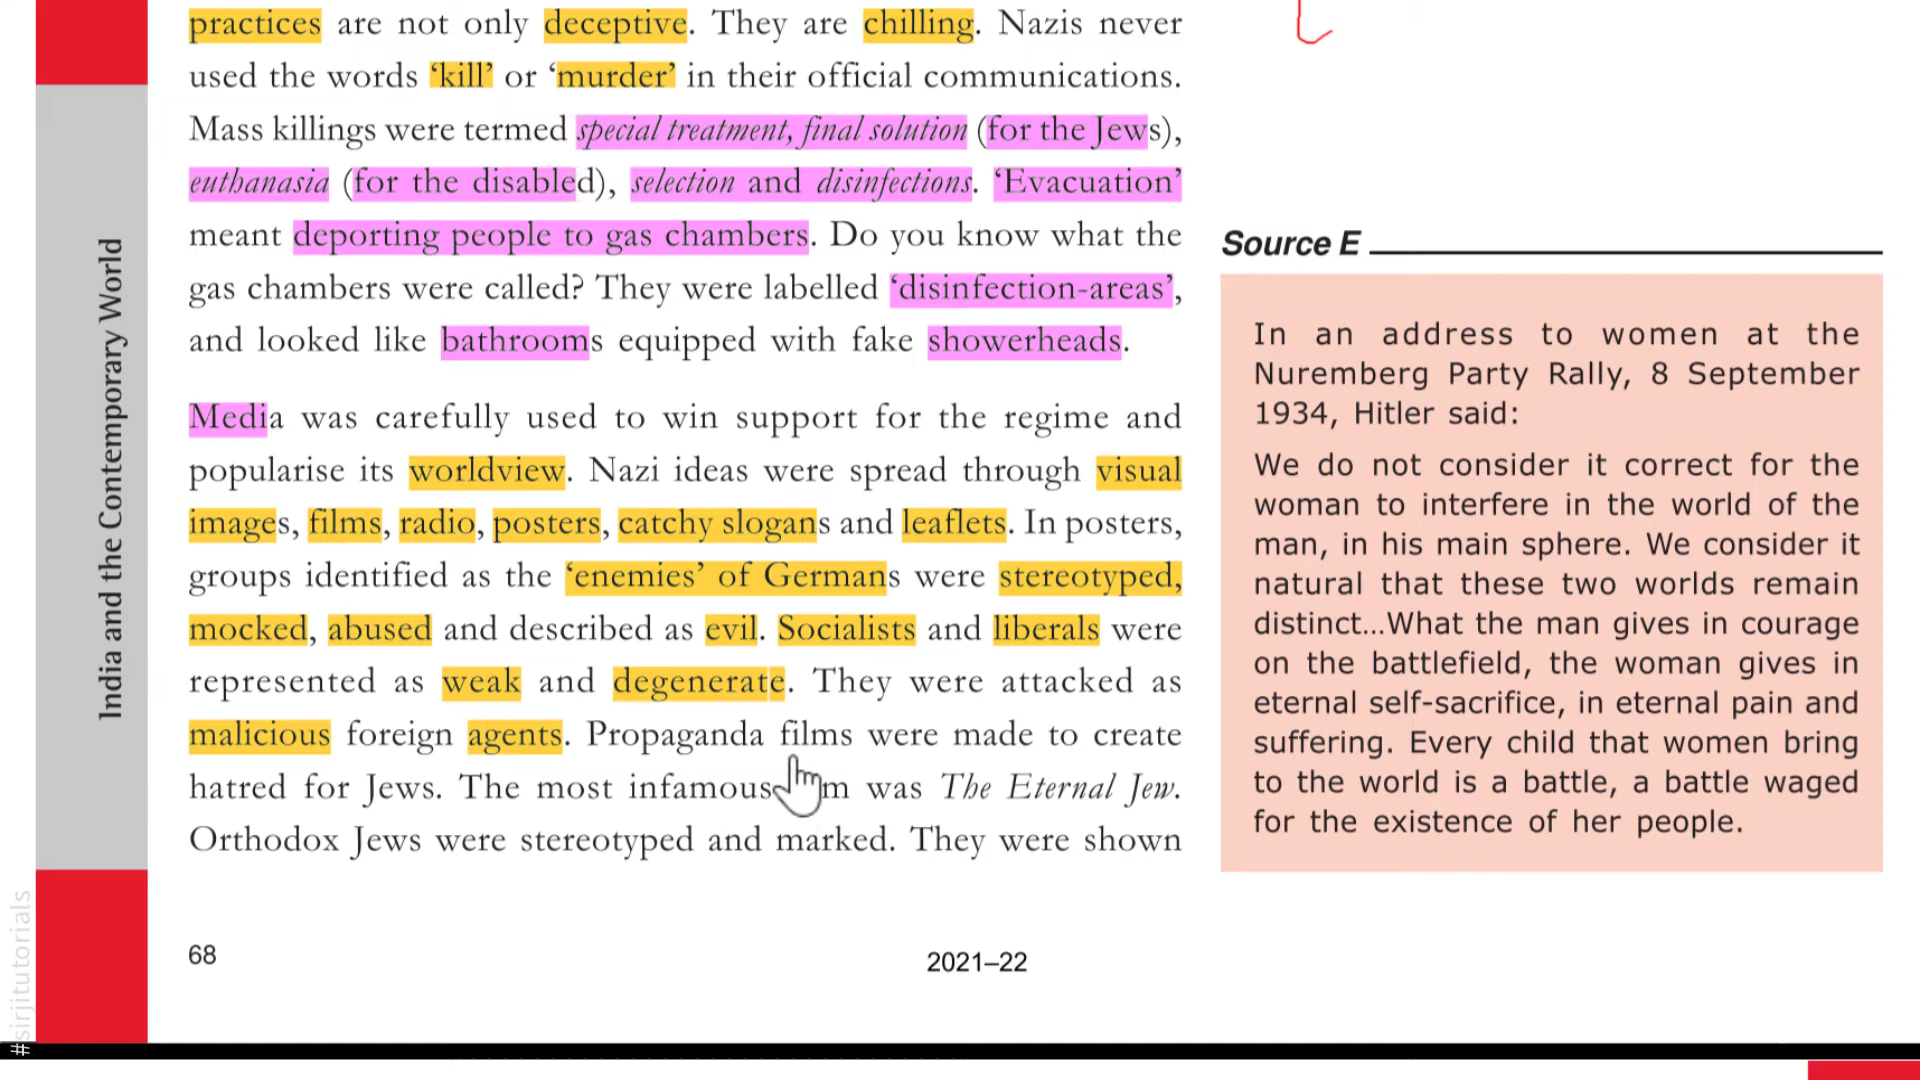 practices are not only deceptive. They are chilling. Nazis never
used the words ‘kill’ or ‘murder’ in their official communications.
Mass killings were termed special treatment, final solution (for the Jews),
euthanasia (for the disabled), selection and disinfections. ‘Evacuation’
meant deporting people to gas chambers. Do you know what the
gas chambers were called? They were labelled ‘disinfection-areas’,
and looked like bathrooms equipped with fake showerheads.
Media was carefully used to win support for the regime and
popularise its worldview. Nazi ideas were spread through visual
images, films, radio, posters, catchy slogans and leaflets. In posters,
groups identified as the ‘enemies’ of Germans were stereotyped,
mocked, abused and described as evil. Socialists and liberals were
represented as weak and degenerate. They were attacked as
malicious foreign agents. Propaganda films were made to create
hatred for Jews. The most infamous was The Eternal Jew.
Orthodox Jews were stereotyped and marked. They were shown
Source E
In an address to women at the
Nuremberg Party Rally, 8 September
1934, Hitler said:
We do not consider it correct for the
woman to interfere in the world of the
man, in his main sphere. We consider it
natural that these two worlds remain
distinct...What the man gives in courage
on the battlefield, the woman gives in
eternal self-sacrifice, in eternal pain and
suffering. Every child that women bring
to the world is a battle, a battle waged
for the existence of her people.
India and the Contemporary World
68
2021–22
#sirjitutorials